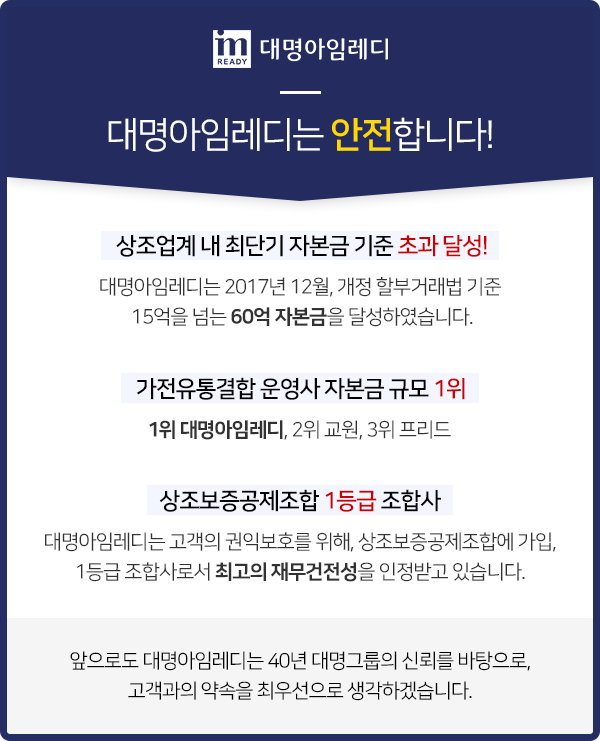 im
READY
대명아임레디
대명아임레디는 안전합니다!
상조업계 내 최단기 자본금 기준 초과 달성!
대명아임레디는 2017년 12월, 개정 할부거래법 기준
15억을 넘는 60억 자본금을 달성하였습니다.
가전유통결합 운영사 자본금 규모 1위
1위 대명아임레디, 2위 교원, 3위 프리드
상조보증공제조합 1등급 조합사
대명아임레디는 고객의 권익보호를 위해, 상조보증공제조합에 가입,
1등급 조합사로서 최고의 재무건전성을 인정받고 있습니다.
앞으로도 대명아임레디는 40년 대명그룹의 신뢰를 바탕으로,
고객과의 약속을 최우선으로 생각하겠습니다.